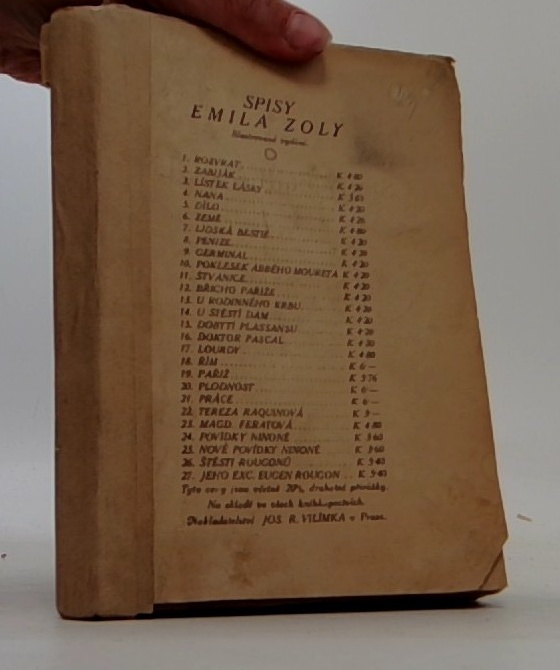 SPISY
EMILA ZOLY
Illustrované vydání.
1. ROZVRAT K 4·80
2. ZABIJÁK K 4·20
3. LÍSTEK LÁSKY K 3·60
4. NANA K 4·20
5. DÍLO K 4·20
6. ZEMĚ K 4·80
7. LIDSKÁ BESTIE K 4·20
8. PENÍZE K 4·20
9. GERMINAL K 4·20
10. POKLESEK ABBÉHO MOURETA K 4·20
11. ŠTVANICE K 4·20
12. BŘICHO PAŘÍŽE K 4·20
13. U RODINNÉHO KRBU K 4·20
14. U ŠTĚSTÍ DAM K 4·20
15. DOBYTÍ PLASSANSU K 4·20
16. DOKTOR PASCAL K 4·20
17. LOURDY K 4·80
18. ŘÍM K 6·—
19. PAŘÍŽ K 5·76
20. PLODNOST K 6·—
21. PRÁCE K 6·—
22. TEREZA RAQUINOVÁ K 3·—
23. MAGD. FERATOVÁ K 4·80
24. POVÍDKY NINONĚ K 3·60
25. NOVÉ POVÍDKY NINONĚ K 3·60
26. ŠTĚSTÍ ROUGONŮ K 5·40
27. JEHO EXC. EUGEN ROUGON K 5·40
Tyto ceny jsou včetně 20% drahotní přirážky.
Na skladě ve všech knihkupectvích.
Nakladatelství JOS. R. VILÍMKA v Praze.